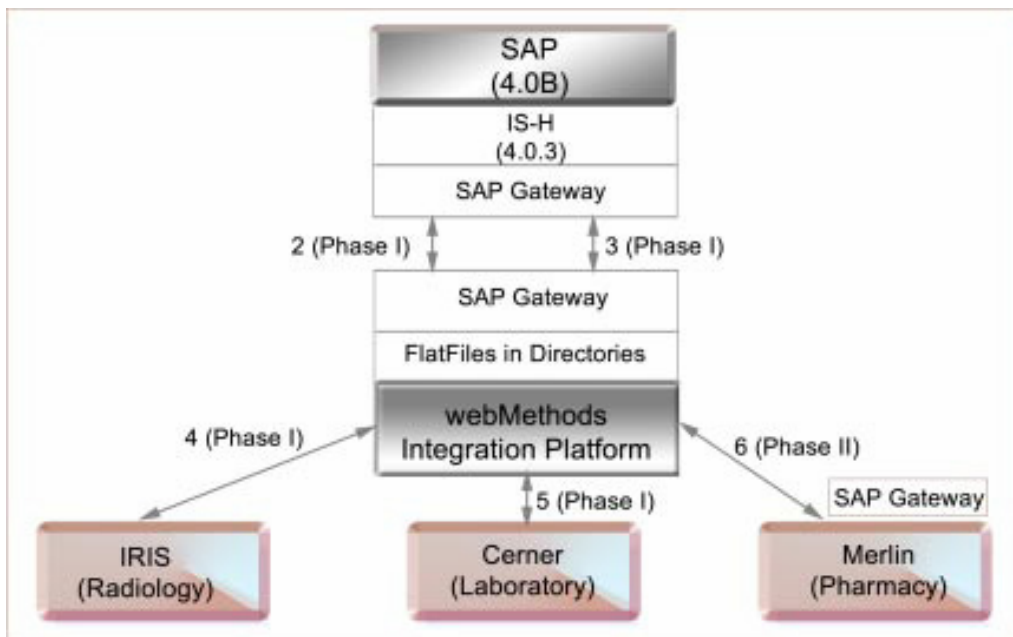 SAP
(4.0B)
IS-H
(4.0.3)
SAP Gateway
2 (Phase I)
3 (Phase I)
SAP Gateway
FlatFiles in Directories
webMethods
Integration Platform
4 (Phase I)
6 (Phase II)
5 (Phase I)
SAP Gateway
IRIS
(Radiology)
Cerner
(Laboratory)
Merlin
(Pharmacy)